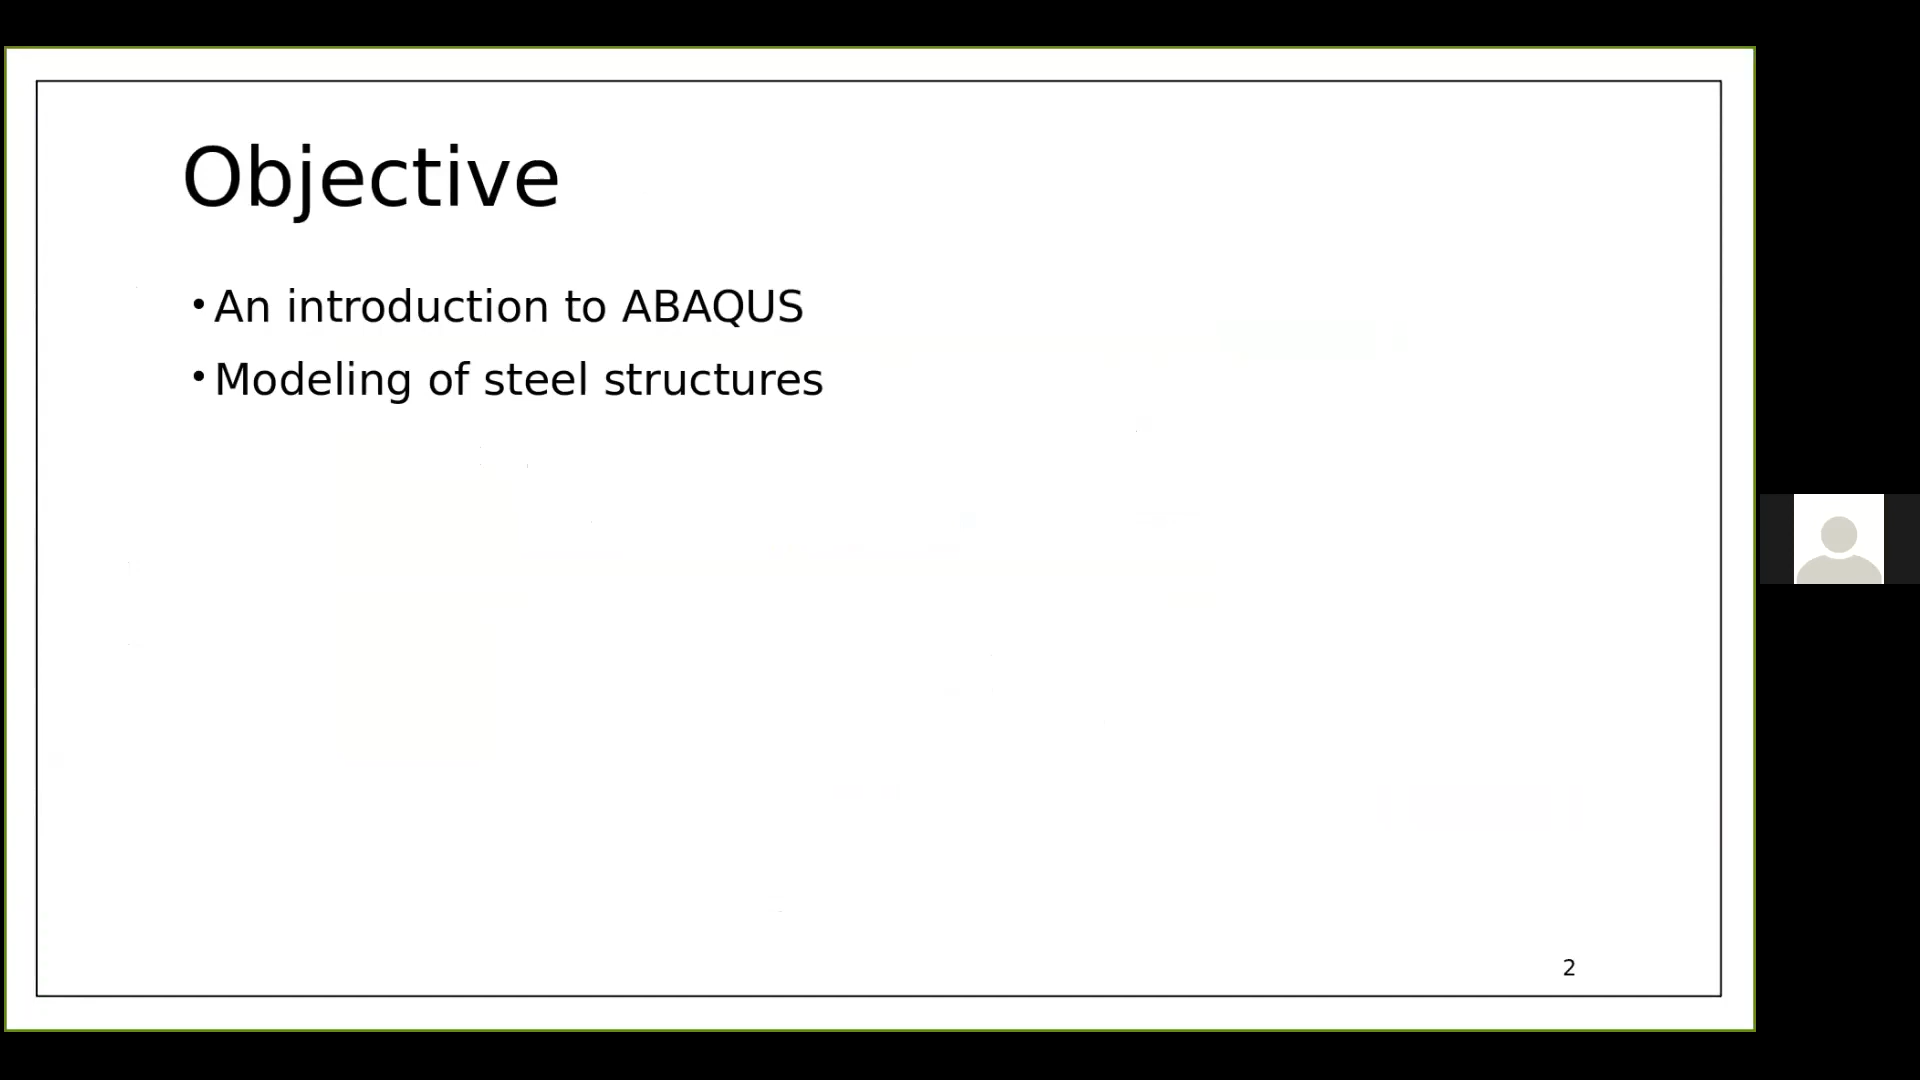 Objective
• An introduction to ABAQUS
• Modeling of steel structures
2